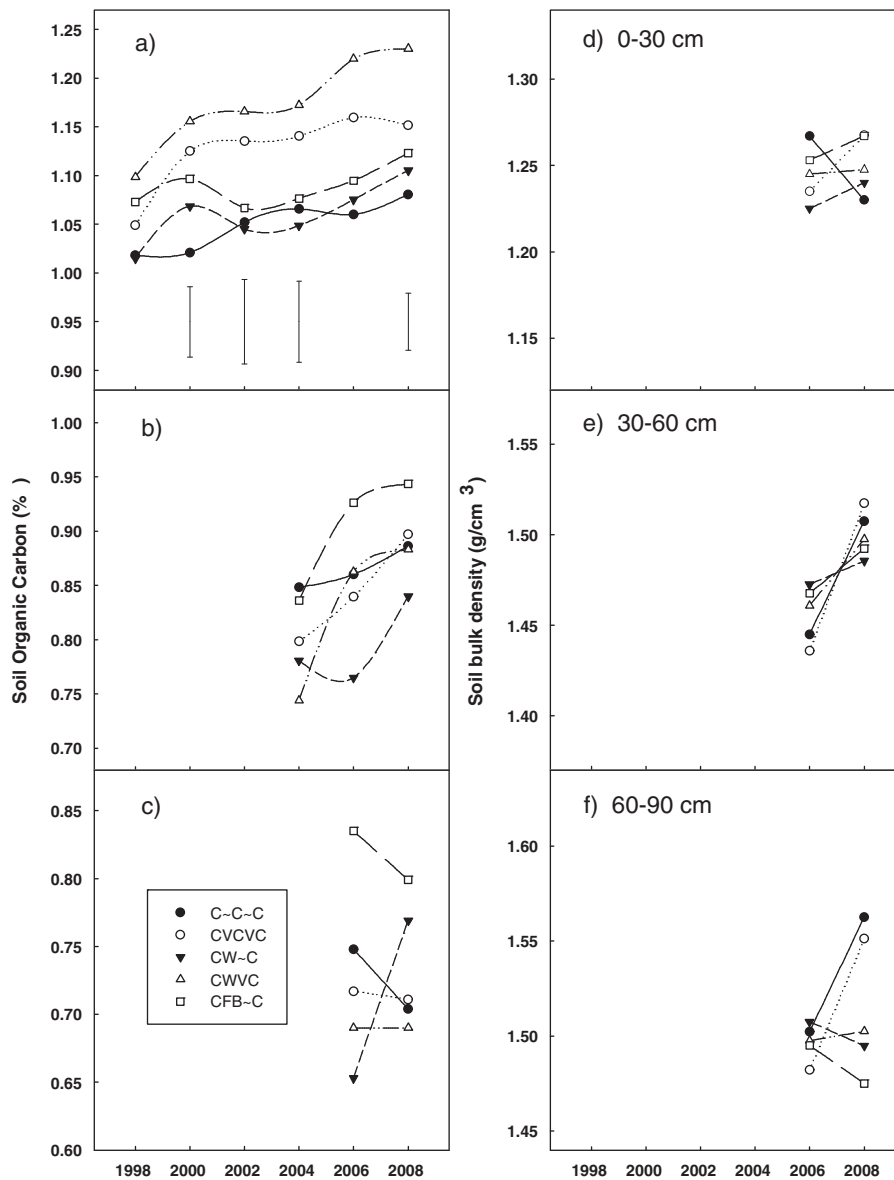 a)
1.25
1.20
1.15
1.10
1.05
1.00
0.95
0.90
b)
1.00
0.95
0.90
0.85
0.80
0.75
0.70
Soil Organic Carbon (% )
c)
0.85
0.80
0.75
0.70
0.65
0.60
C~C~C
CVCVC
CW~C
CWVC
CFB~C
1998 2000 2002 2004 2006 2008
d) 0-30 cm
1.30
1.25
1.20
1.15
e) 30-60 cm
1.55
1.50
1.45
1.40
Soil bulk density (g/cm 3)
f) 60-90 cm
1.60
1.55
1.50
1.45
1998 2000 2002 2004 2006 2008